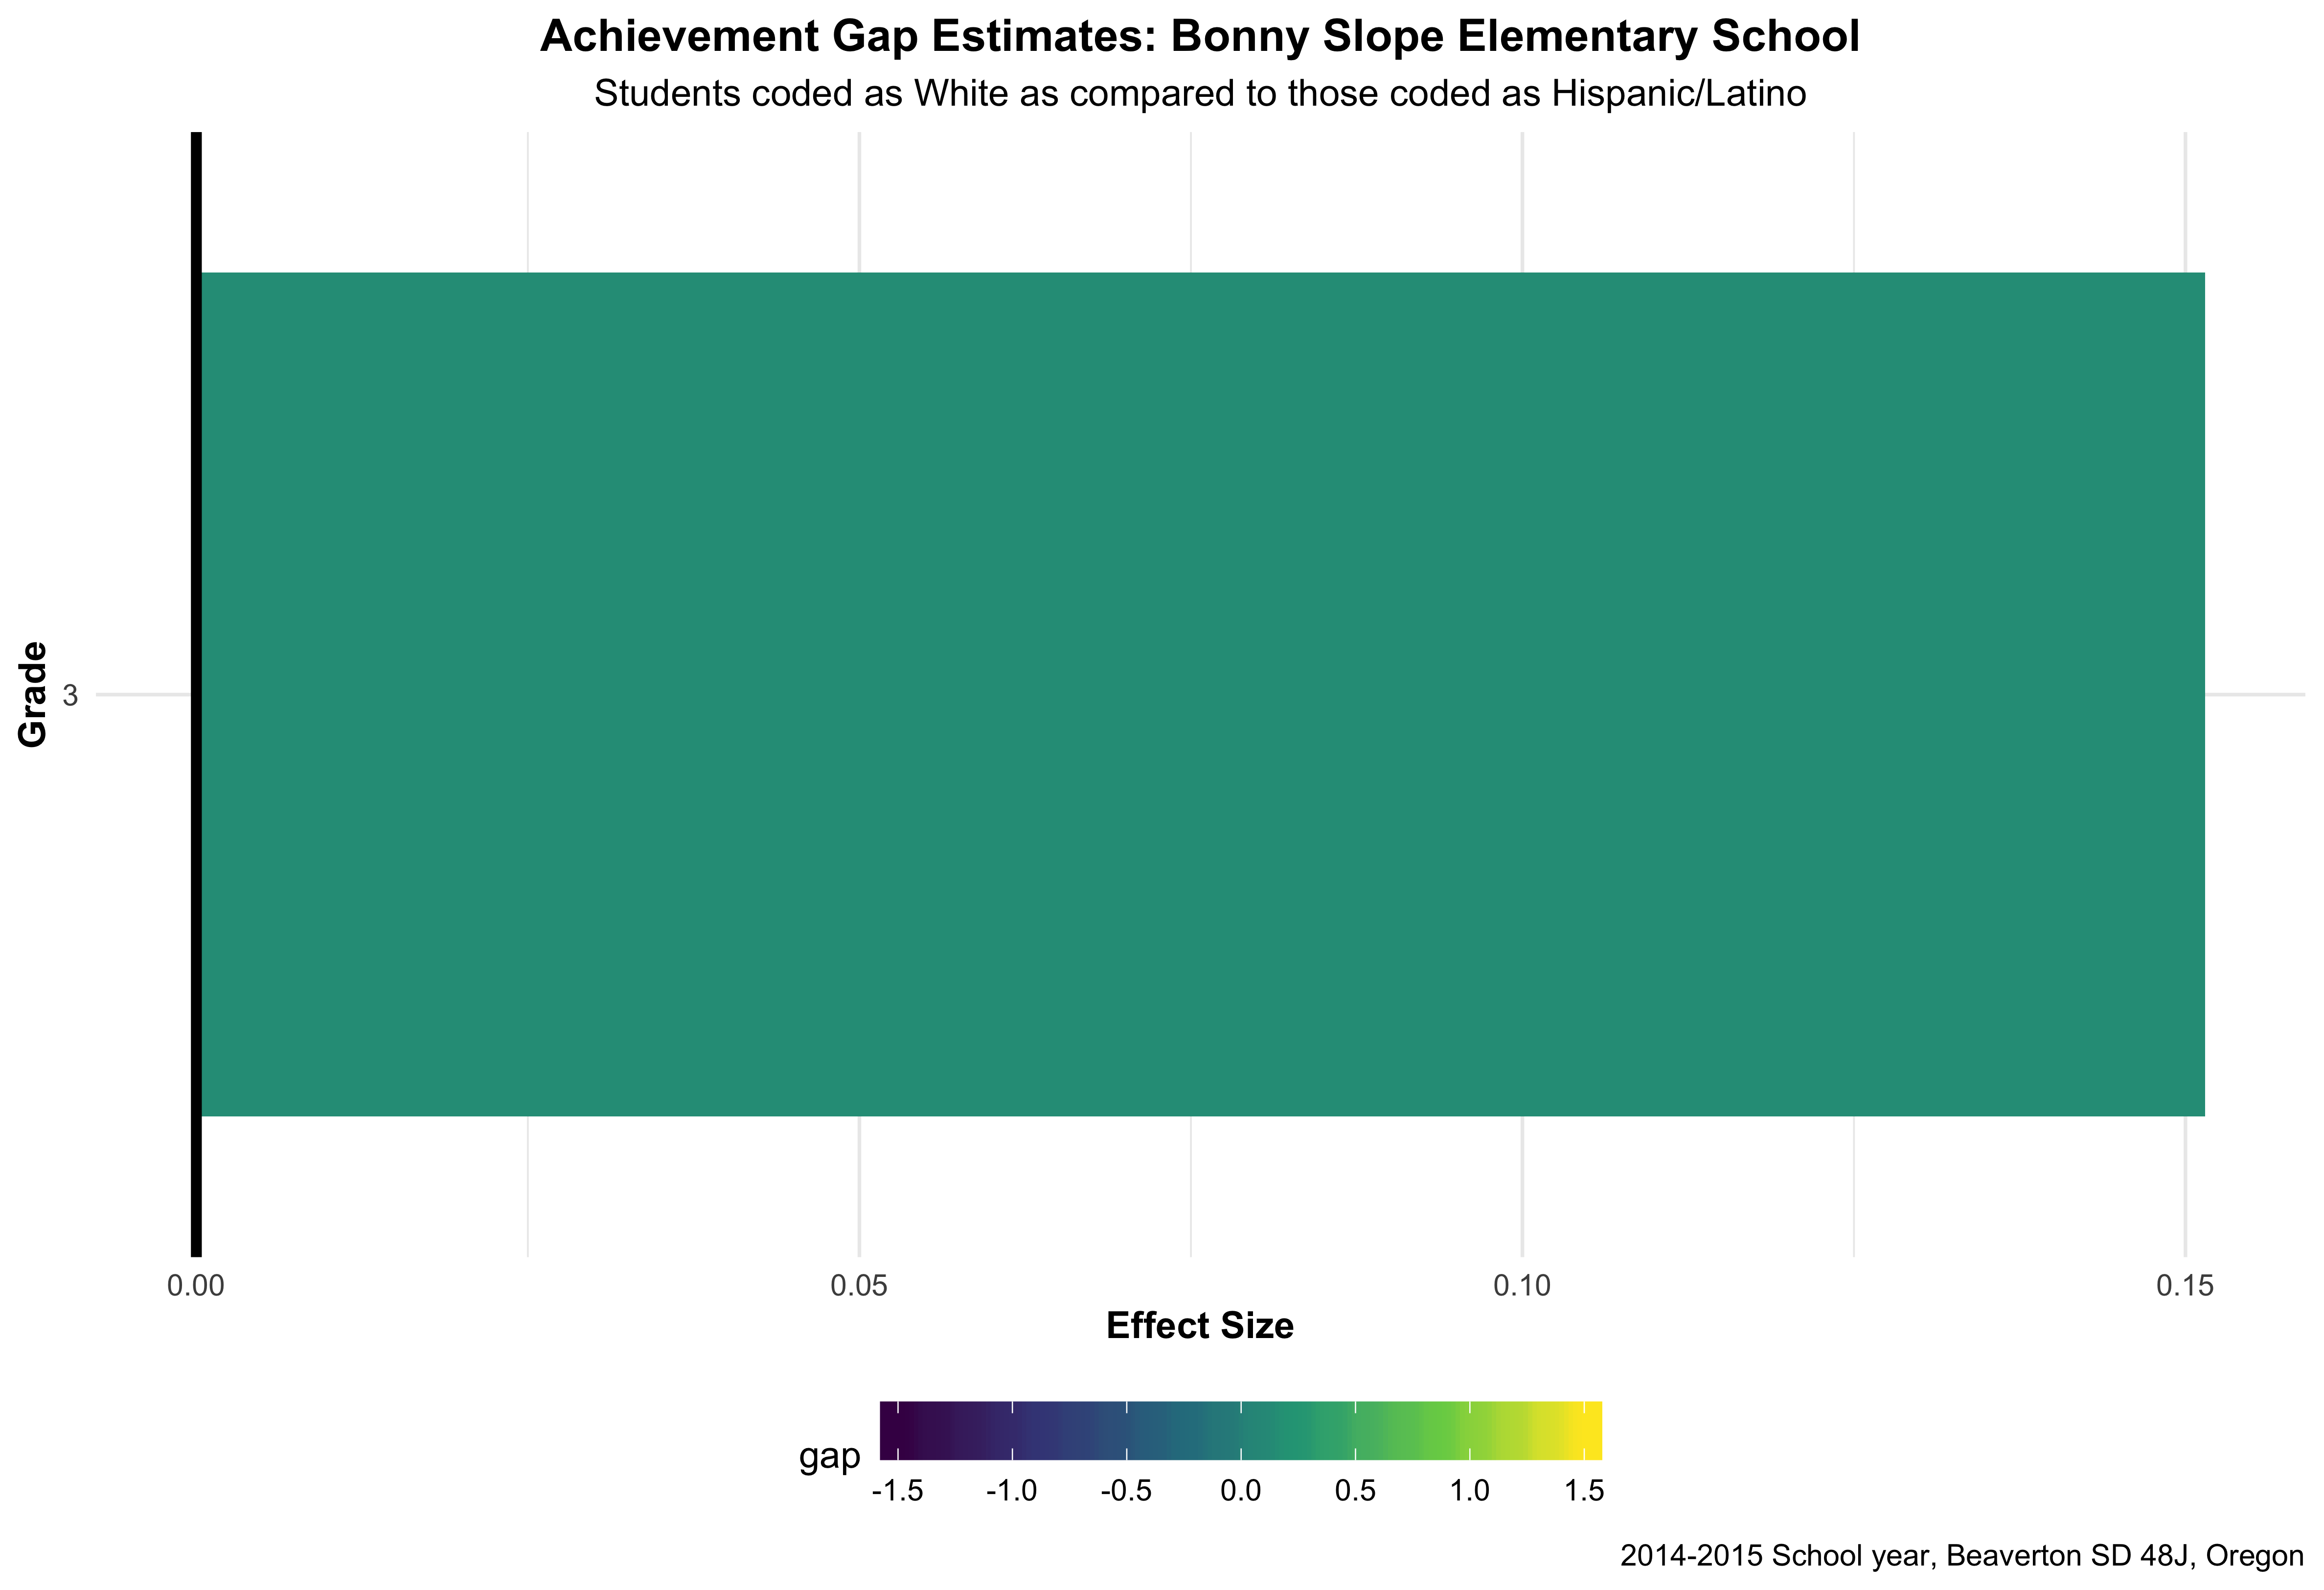 Achievement Gap Estimates: Bonny Slope Elementary School
Students coded as White as compared to those coded as Hispanic/Latino
Grade
3
0.00 0.05 0.10 0.15
Effect Size
gap
-1.5 -1.0 -0.5 0.0 0.5 1.0 1.5
2014-2015 School year, Beaverton SD 48J, Oregon